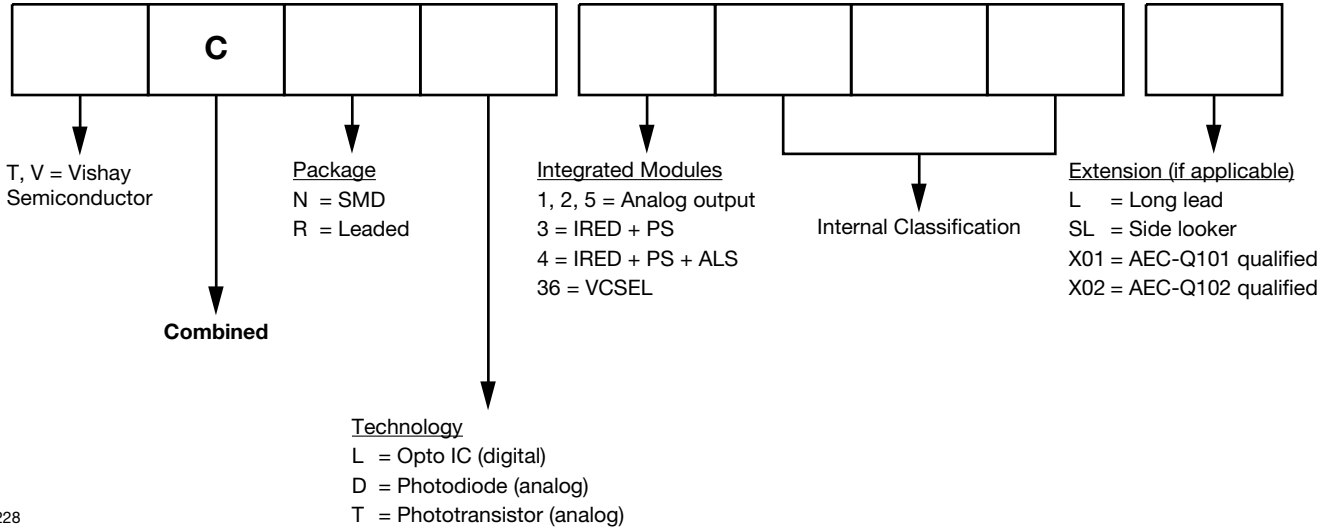 C
T, V = Vishay
Semiconductor
Combined
Package
N = SMD
R = Leaded
Technology
L = Opto IC (digital)
D = Photodiode (analog)
T = Phototransistor (analog)
Integrated Modules
1, 2, 5 = Analog output
3 = IRED + PS
4 = IRED + PS + ALS
36 = VCSEL
Internal Classification
Extension (if applicable)
L = Long lead
SL = Side looker
X01 = AEC-Q101 qualified
X02 = AEC-Q102 qualified
228